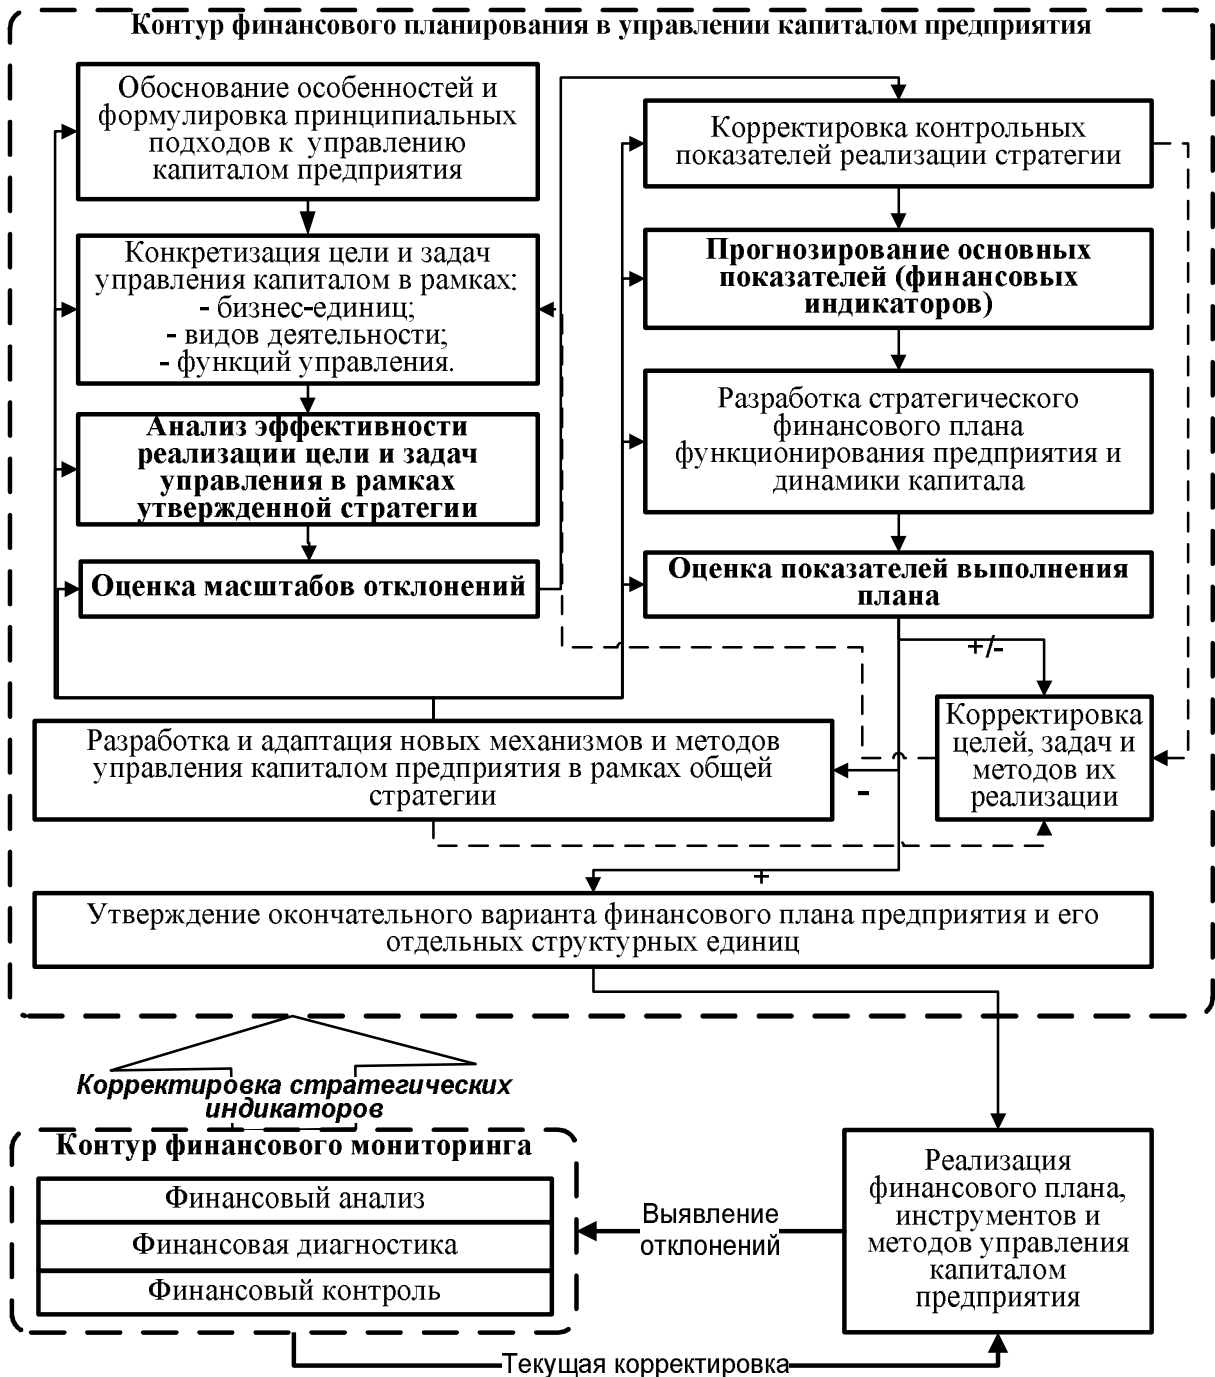 Контур финансового планирования в управлении капиталом предприятия
Обоснование особенностей и
формулировка принципиальных
подходов к управлению
капиталом предприятия
Конкретизация цели и задач
управления капиталом в рамках:
- бизнес-единиц;
- видов деятельности;
- функций управления.
Анализ эффективности
реализации цели и задач
управления в рамках
утвержденной стратегии
Оценка масштабов отклонений
Корректировка контрольных
показателей реализации стратегии
Прогнозирование основных
показателей (финансовых
индикаторов)
Разработка стратегического
финансового плана
функционирования предприятия и
динамики капитала
Оценка показателей выполнения
плана
+/-
Корректировка
целей, задач и
методов их
реализации
Разработка и адаптация новых механизмов и методов
управления капиталом предприятия в рамках общей
стратегии
-
+
Утверждение окончательного варианта финансового плана предприятия и его
отдельных структурных единиц
Корректировка стратегических
индикаторов
Контур финансового мониторинга
Финансовый анализ
Финансовая диагностика
Финансовый контроль
Выявление
отклонений
Реализация
финансового плана,
инструментов и
методов управления
капиталом
предприятия
Текущая корректировка